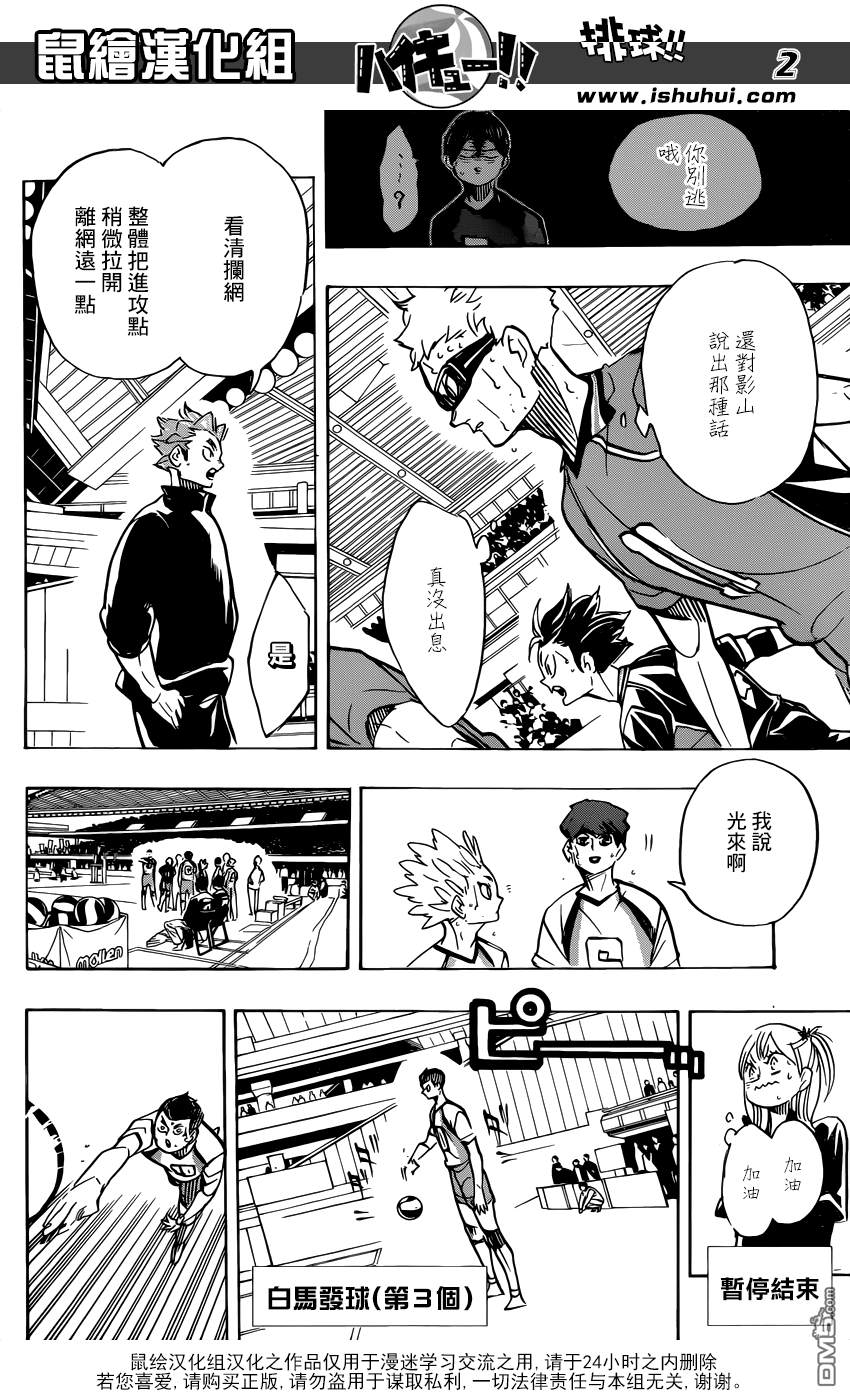 鼠繪漢化組
ハイキュー!!
排球!!
2
www.ishuhui.com
你別逃
哦
……?
還對影山
說出那種話
真沒出息
看清攔網
整體把進攻點
稍微拉開
離網遠一點
是
我說
光來啊
molten
加油
加油
暫停結束
ピー
白馬發球(第3個)
DM5.com
鼠绘汉化组汉化之作品仅用于漫迷学习交流之用, 请于24小时之内删除
若您喜爱, 请购买正版, 请勿盗用于谋取私利, 一切法律责任与本组无关, 谢谢。